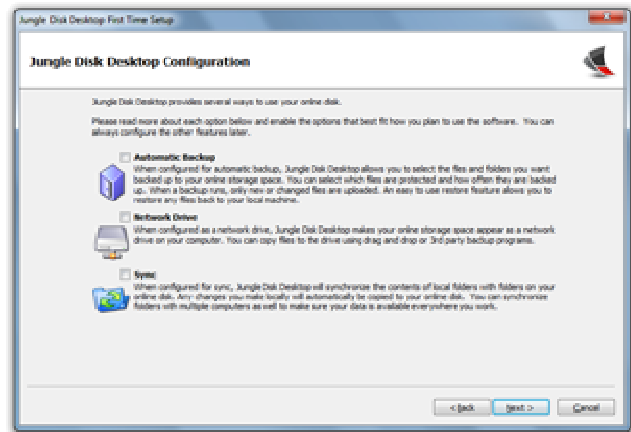 Jungle Disk Desktop First Time Setup
Jungle Disk Desktop Configuration
Jungle Disk Desktop provides several ways to use your online disk.
Please read more about each option below and enable the options that best fit how you plan to use the software. You can
always configure the other features later.
Automatic Backup
When configured for automatic backup, Jungle Disk Desktop allows you to select the files and folders you want
backed up to your online storage space. You can select which files are protected and how often they are backed
up. When a backup runs, only new or changed files are uploaded. An easy to use restore feature allows you to
restore any files back to your local machine.
Network Drive
When configured as a network drive, Jungle Disk Desktop makes your online storage space appear as a network
drive on your computer. You can copy files to the drive using drag and drop or 3rd party backup programs.
Sync
When configured for sync, Jungle Disk Desktop will synchronize the contents of local folders with folders on your
online disk. Any changes you make locally will automatically be copied to your online disk. You can synchronize
folders with multiple computers as well to make sure your data is available everywhere you work.
< Back
Next >
Cancel